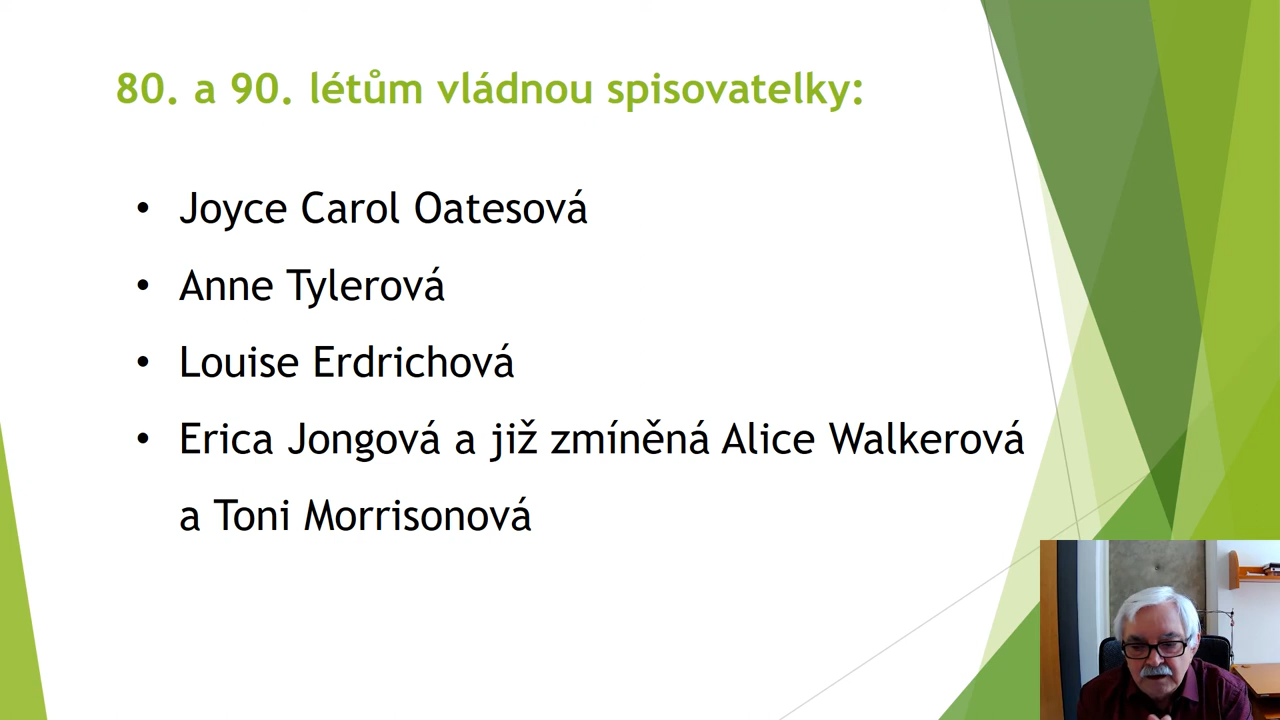 80. a 90. létům vládnou spisovatelky:
• Joyce Carol Oatesová
• Anne Tylerová
• Louise Erdrichová
• Erica Jongová a již zmíněná Alice Walkerová
a Toni Morrisonová